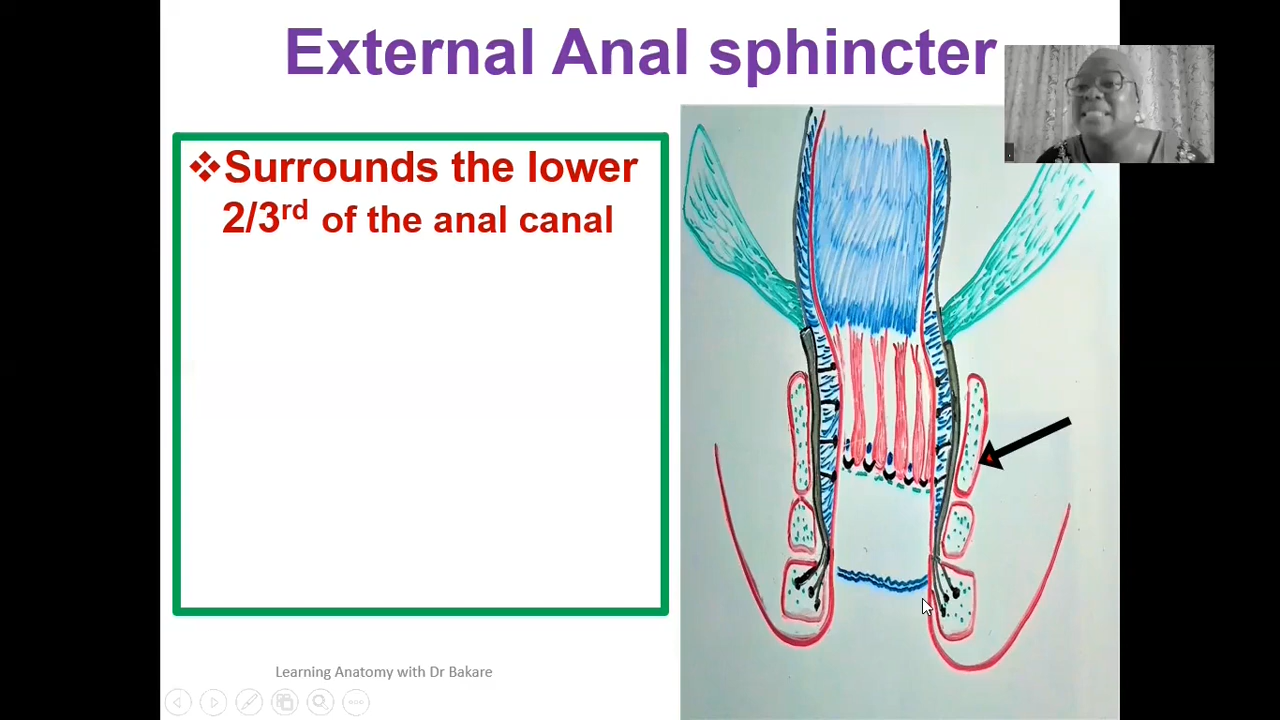 External Anal sphincter
❖Surrounds the lower
2/3rd of the anal canal
Learning Anatomy with Dr Bakare